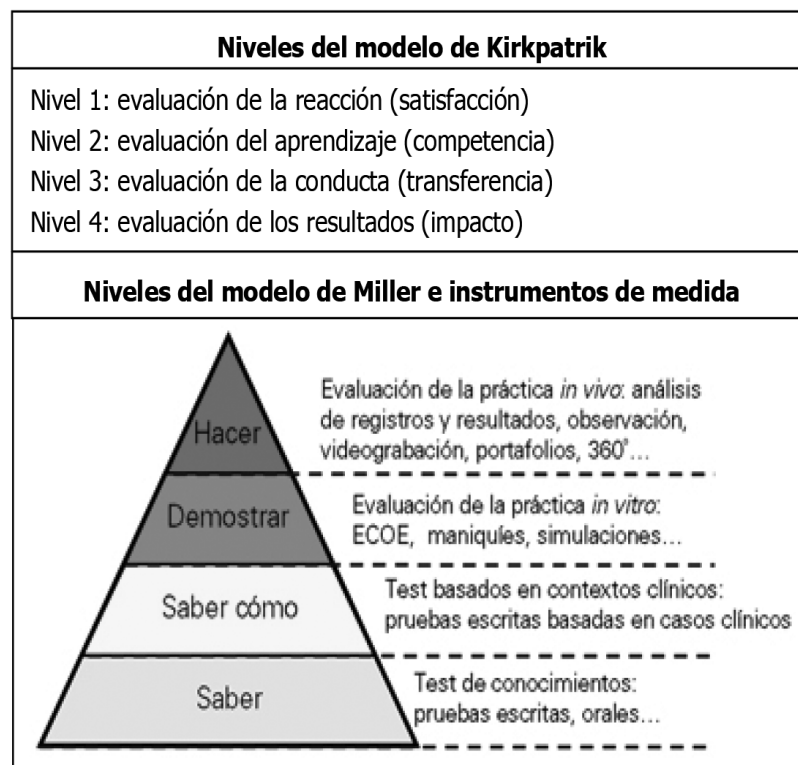 Niveles del modelo de Kirkpatrik
Nivel 1: evaluación de la reacción (satisfacción)
Nivel 2: evaluación del aprendizaje (competencia)
Nivel 3: evaluación de la conducta (transferencia)
Nivel 4: evaluación de los resultados (impacto)
Niveles del modelo de Miller e instrumentos de medida
Hacer
Evaluación de la práctica in vivo: análisis
de registros y resultados, observación,
videograbación, portafolios, 360°...
Demostrar
Evaluación de la práctica in vitro:
ECOE, maniquíes, simulaciones...
Saber cómo
Test basados en contextos clínicos:
pruebas escritas basadas en casos clínicos
Saber
Test de conocimientos:
pruebas escritas, orales...